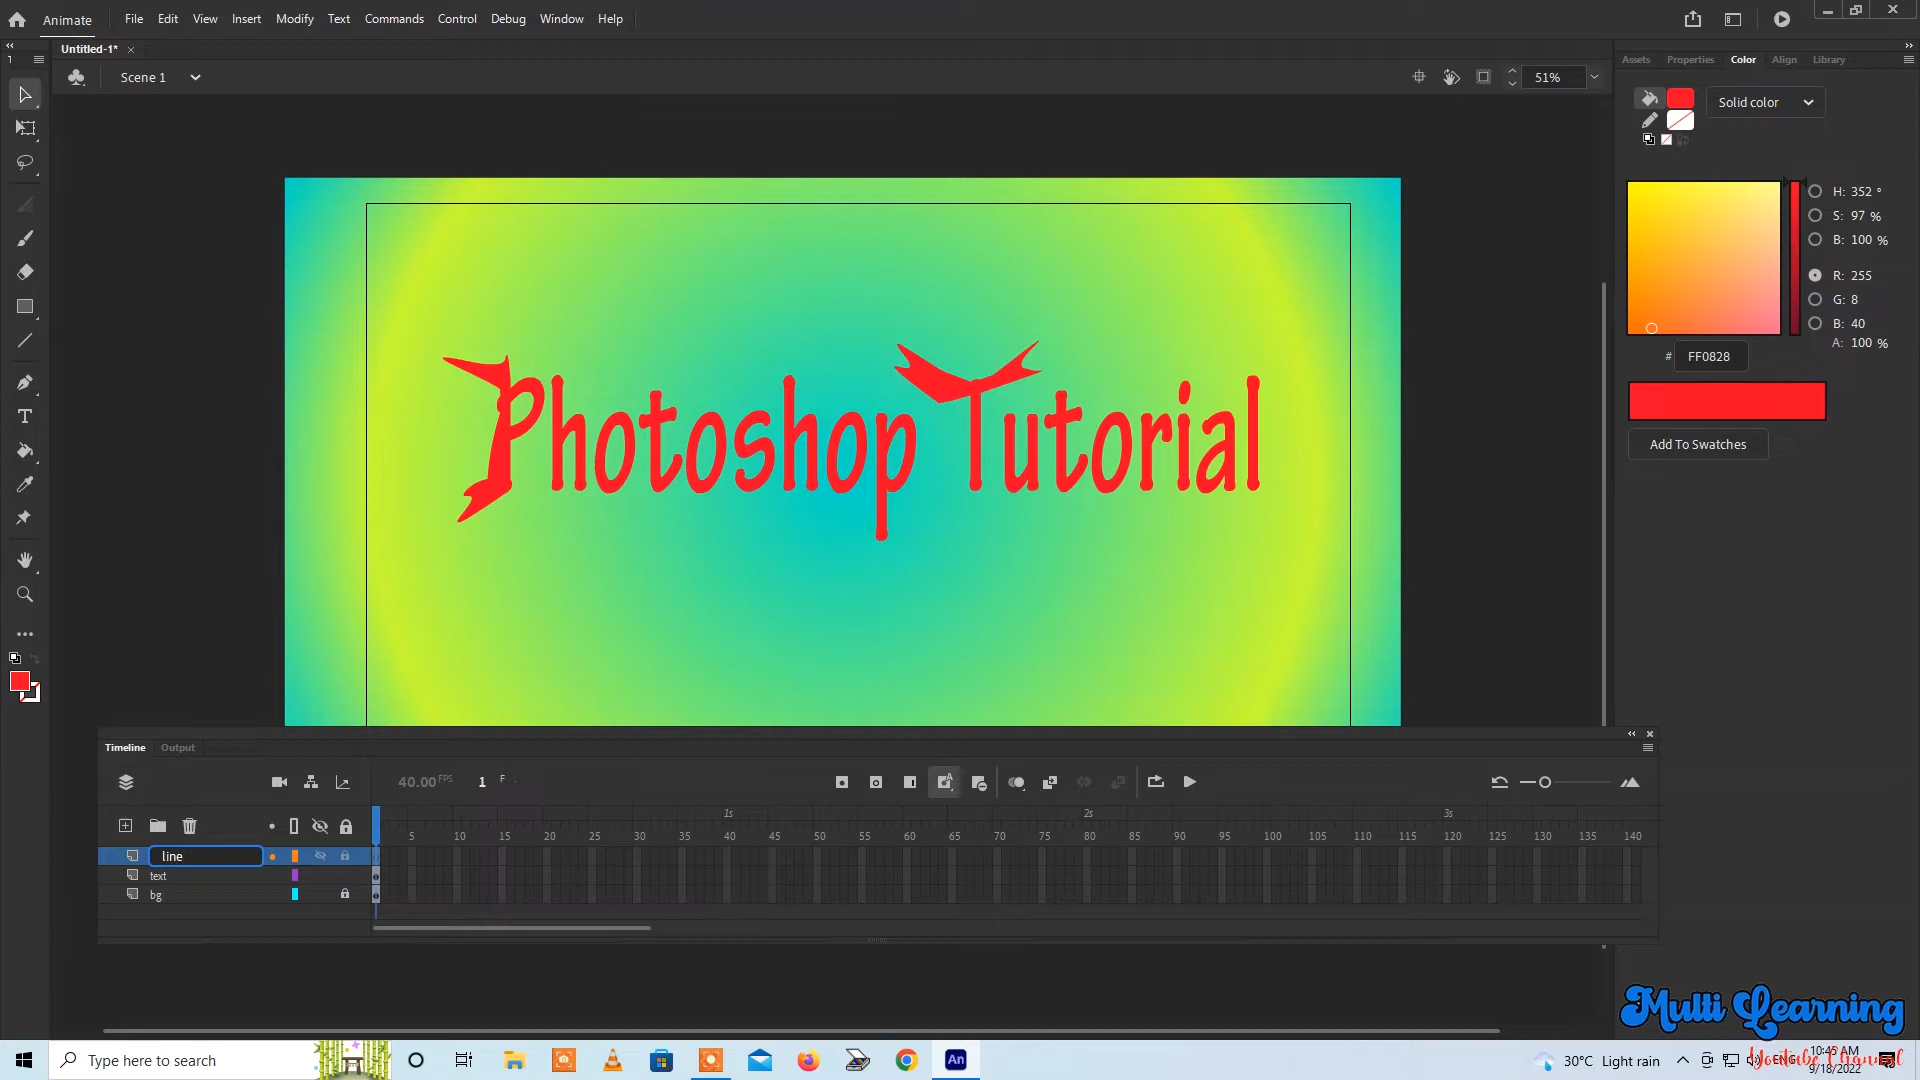 Animate File Edit View Insert Modify Text Commands Control Debug Window Help
Untitled-1*
Scene 1 51%
Assets Properties Color Align Library
Solid color
H: 352 °
S: 97 %
B: 100 %
R: 255
G: 8
B: 40
A: 100 %
# FF0828
Add To Swatches
Photoshop Tutorial
Timeline Output
40.00 FPS 1 F
1s 2s 3s
5 10 15 20 25 30 35 40 45 50 55 60 65 70 75 80 85 90 95 100 105 110 115 120 125 130 135 140
line
text
bg
Multi Learning
Youtube Channel
Type here to search
An
30°C Light rain
ENG
10:45 AM
9/18/2022